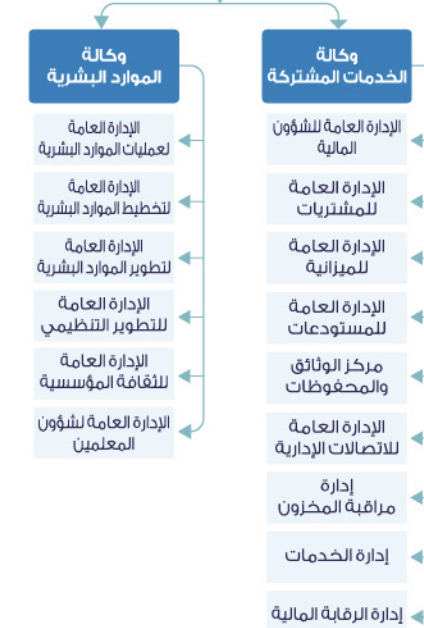 وكالة
الخدمات المشتركة
الإدارة العامة للشؤون
المالية
الإدارة العامة
للمشتريات
الإدارة العامة
للميزانية
الإدارة العامة
للمستودعات
مركز الوثائق
والمحفوظات
الإدارة العامة
للاتصالات الإدارية
إدارة
مراقبة المخزون
إدارة الخدمات
إدارة الرقابة المالية
وكالة
الموارد البشرية
الإدارة العامة
لعمليات الموارد البشرية
الإدارة العامة
لتخطيط الموارد البشرية
الإدارة العامة
لتطوير الموارد البشرية
الإدارة العامة
للتطوير التنظيمي
الإدارة العامة
للثقافة المؤسسية
الإدارة العامة لشؤون
المعلمين